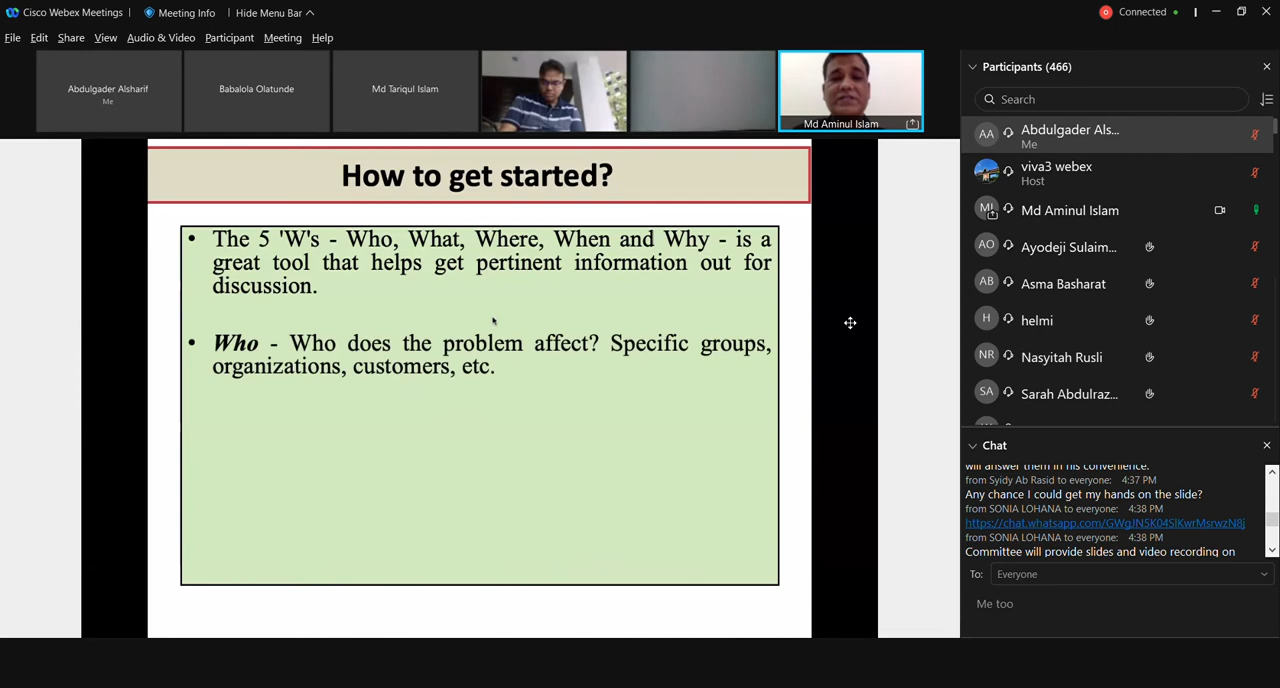 Cisco Webex Meetings
Meeting Info
Hide Menu Bar
Connected
File Edit Share View Audio & Video Participant Meeting Help
Abdulgader Alsharif
Me
Babalola Olatunde
Md Tariqul Islam
Md Aminul Islam
How to get started?
• The 5 'W's - Who, What, Where, When and Why - is a
great tool that helps get pertinent information out for
discussion.
• Who - Who does the problem affect? Specific groups,
organizations, customers, etc.
Participants (466)
Search
AA Abdulgader Als...
Me
viva3 webex
Host
MI Md Aminul Islam
AO Ayodeji Sulaim...
AB Asma Basharat
H helmi
NR Nasyitah Rusli
SA Sarah Abdulraz...
Chat
will answer them in his convenience.
from Syidy Ab Rasid to everyone: 4:37 PM
Any chance I could get my hands on the slide?
from SONIA LOHANA to everyone: 4:38 PM
from SONIA LOHANA to everyone: 4:38 PM
Committee will provide slides and video recording on
To: Everyone
Me too